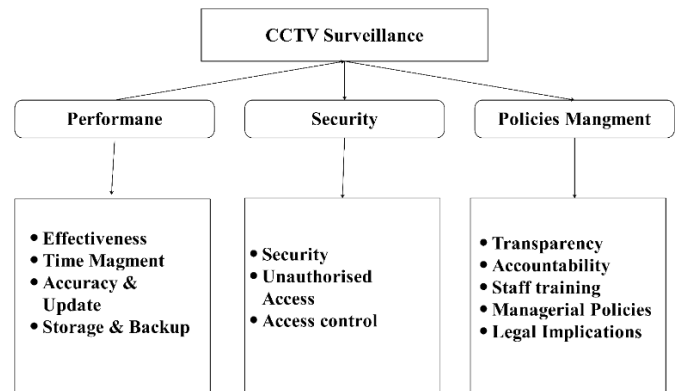 CCTV Surveillance
Performane
Security
Policies Mangment
• Effectiveness
• Time Magment
• Accuracy &
Update
• Storage & Backup
• Security
• Unauthorised
Access
• Access control
• Transparency
• Accountability
• Staff training
• Managerial Policies
• Legal Implications